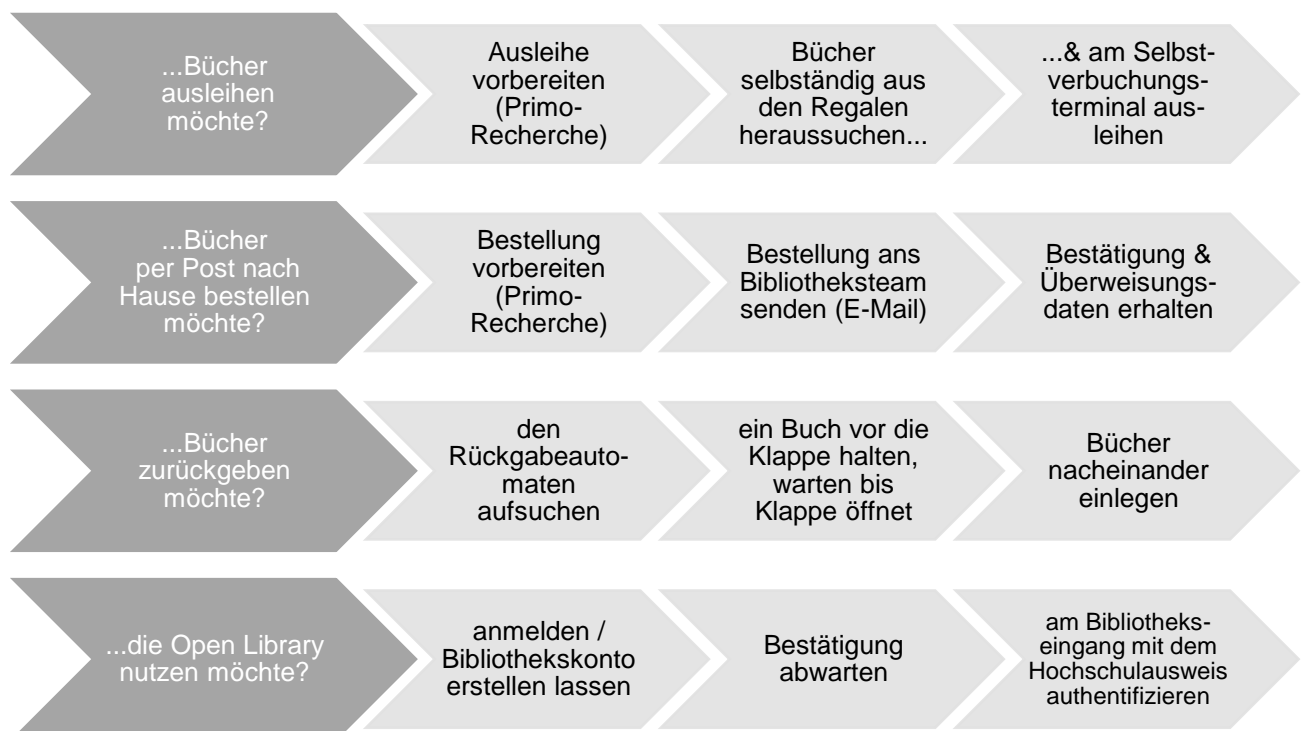 ...Bücher
ausleihen
möchte?
Ausleihe
vorbereiten
(Primo-
Recherche)
Bücher
selbständig aus
den Regalen
heraussuchen...
...& am Selbst-
verbuchungs-
terminal aus-
leihen
...Bücher
per Post nach
Hause bestellen
möchte?
Bestellung
vorbereiten
(Primo-
Recherche)
Bestellung ans
Bibliotheksteam
senden (E-Mail)
Bestätigung &
Überweisungs-
daten erhalten
...Bücher
zurückgeben
möchte?
den
Rückgabeauto-
maten
aufsuchen
ein Buch vor die
Klappe halten,
warten bis
Klappe öffnet
Bücher
nacheinander
einlegen
...die Open Library
nutzen möchte?
anmelden /
Bibliothekskonto
erstellen lassen
Bestätigung
abwarten
am Bibliotheks-
eingang mit dem
Hochschulausweis
authentifizieren